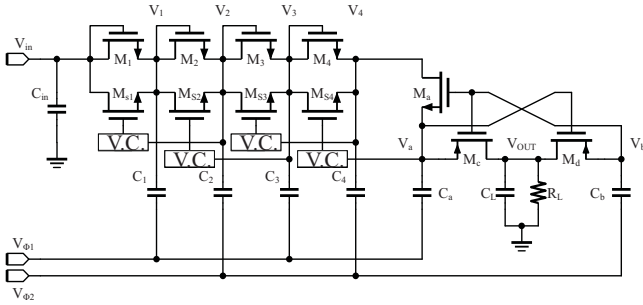 V₁ V₂ V₃ V₄
Vin
M₁ M₂ M₃ M₄
Cin Ms1 MS2 MS3 MS4 Ma
V.C. V.C. V.C. V.C. Va VOUT Vb
Mc Md
C₁ C₂ C₃ C₄ Ca CL RL Cb
VΦ1
VΦ2